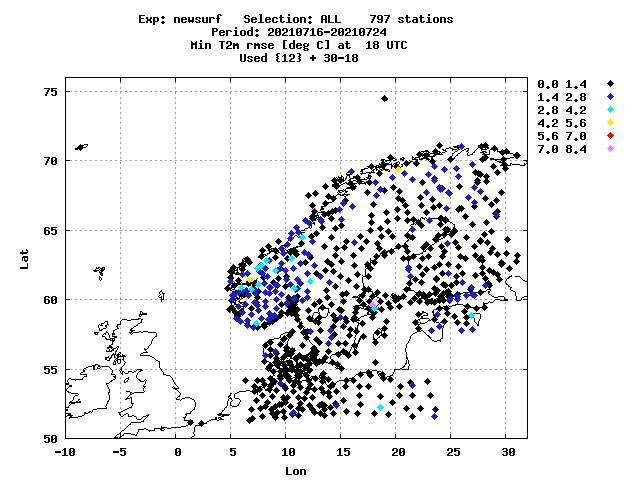 Exp: newsurf   Selection: ALL    797 stations
Period: 20210716-20210724
Min T2m rmse [deg C] at  18 UTC
Used {12} + 30-18
75
70
65
60
55
50
Lat
-10 -5 0 5 10 15 20 25 30
Lon
0.0 1.4
1.4 2.8
2.8 4.2
4.2 5.6
5.6 7.0
7.0 8.4